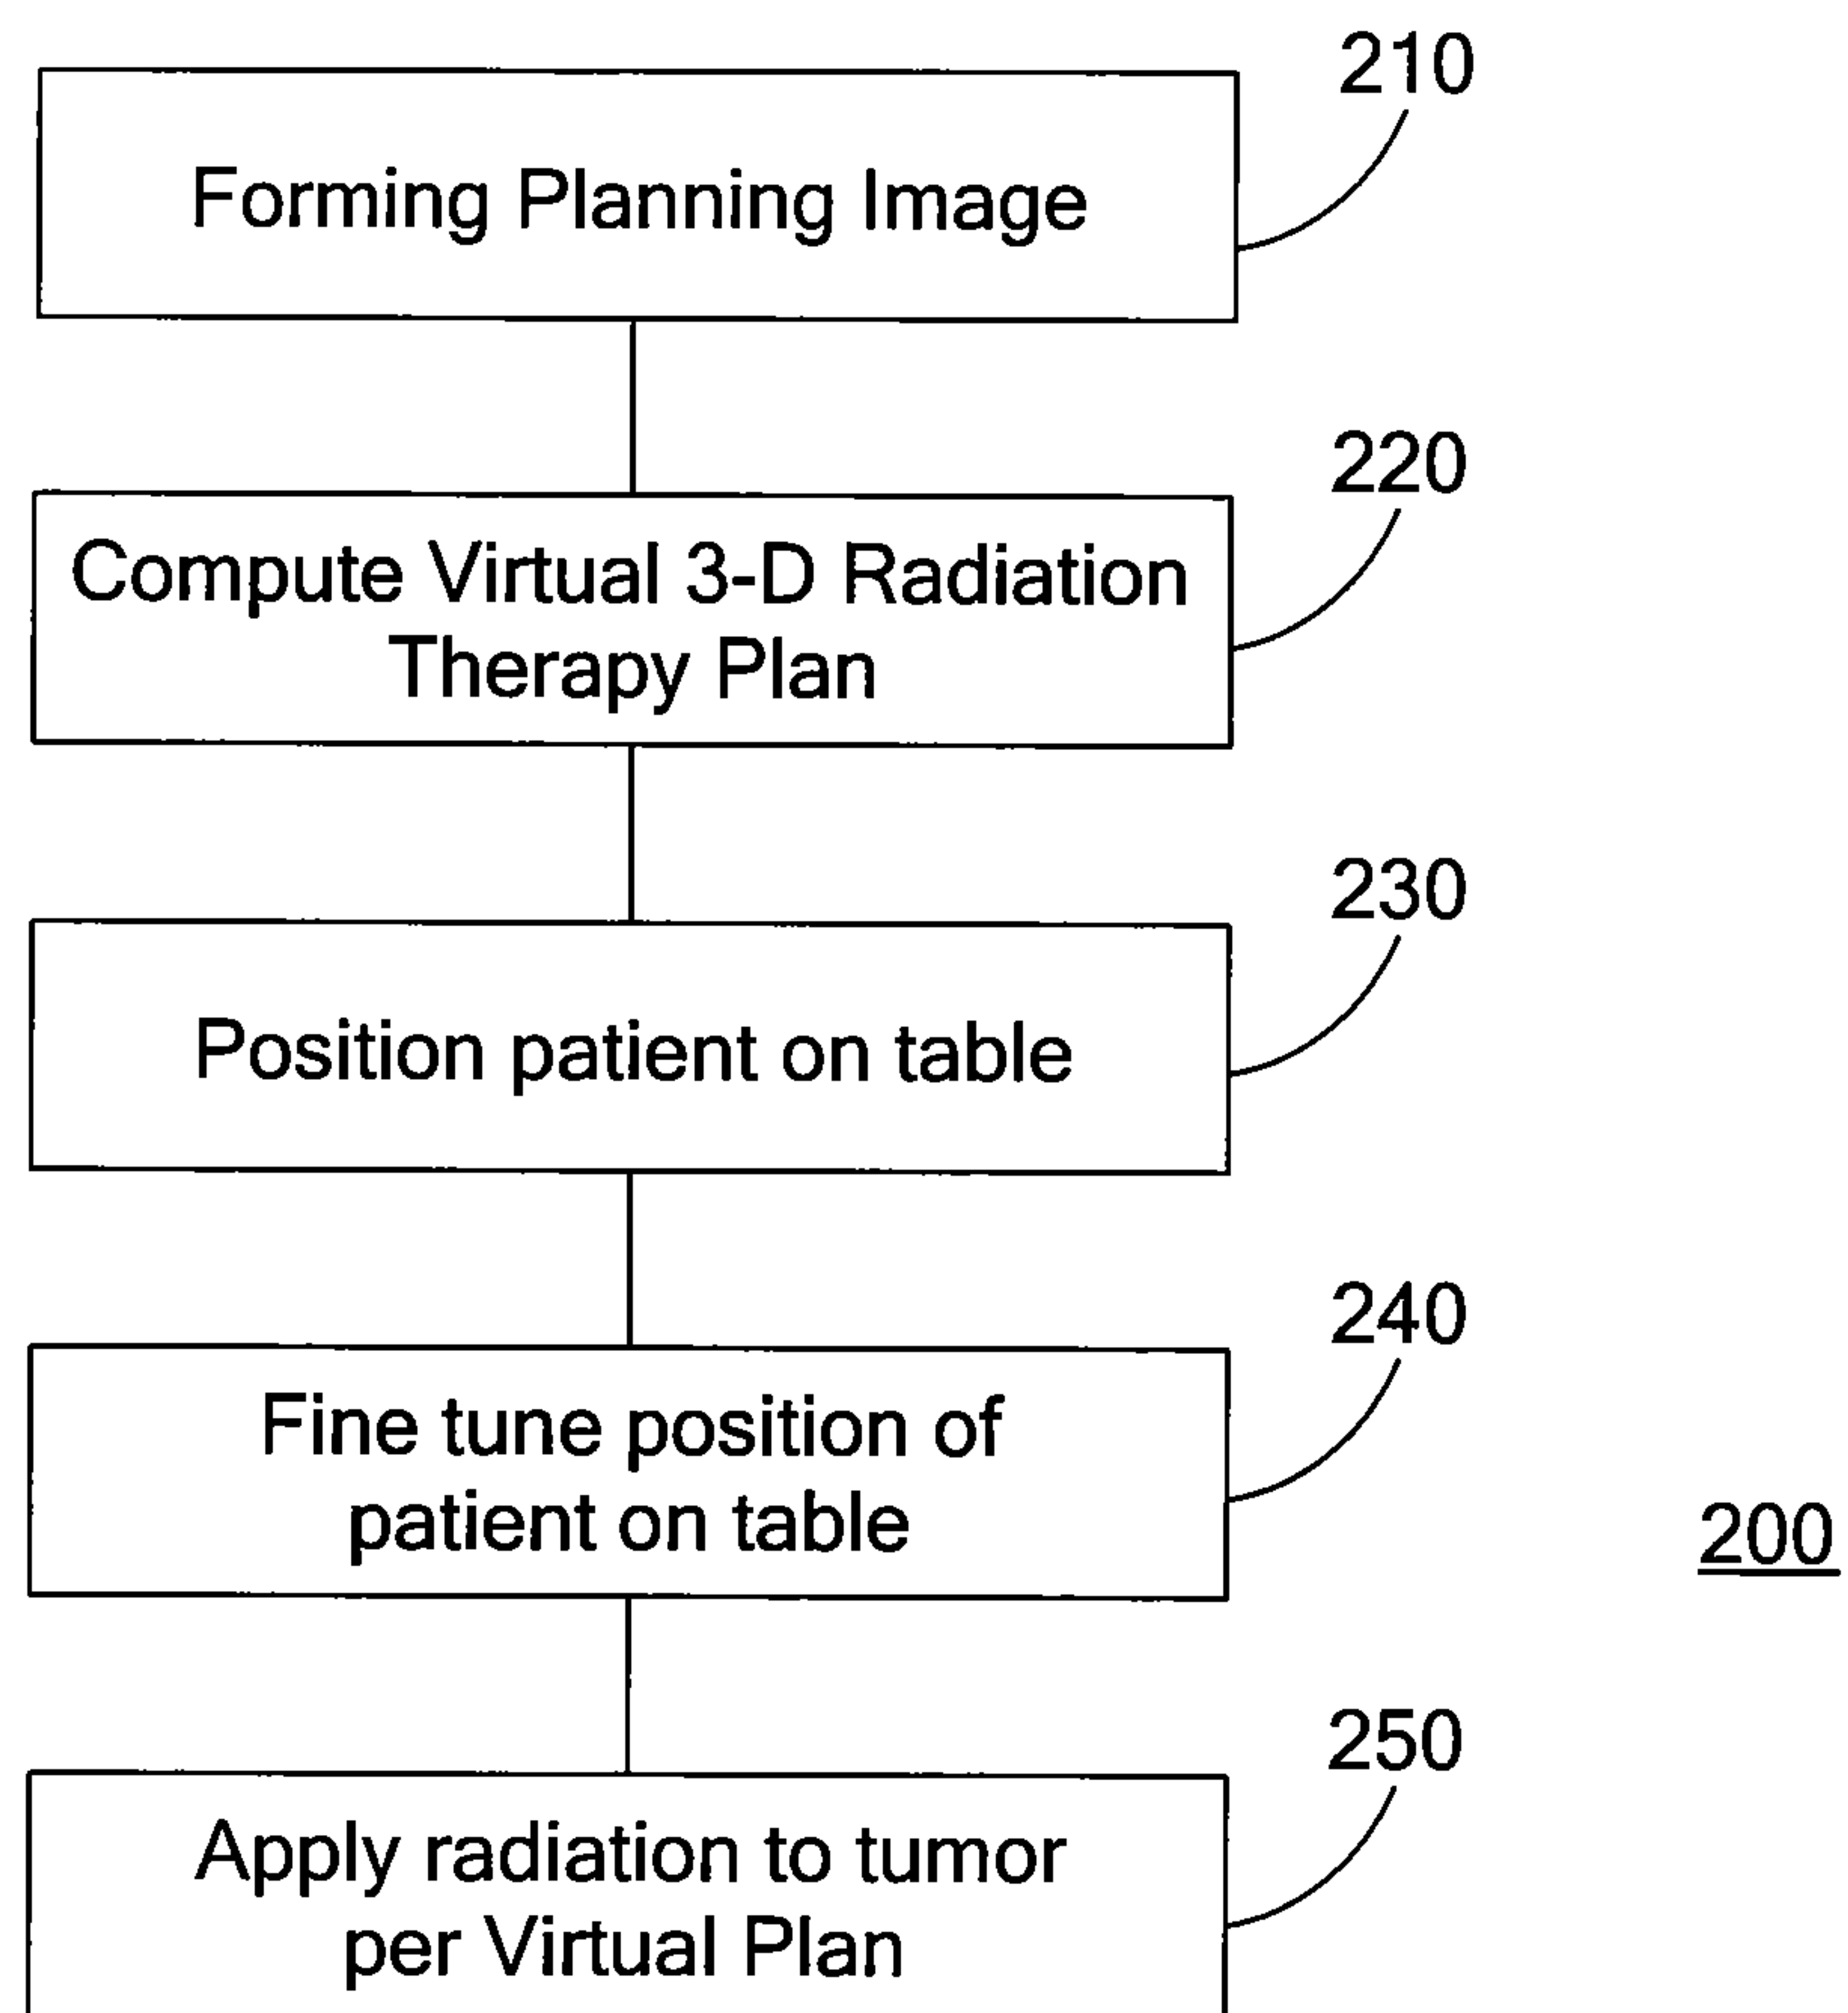 210
Forming Planning Image
220
Compute Virtual 3-D Radiation
Therapy Plan
230
Position patient on table
240
Fine tune position of
patient on table
200
250
Apply radiation to tumor
per Virtual Plan